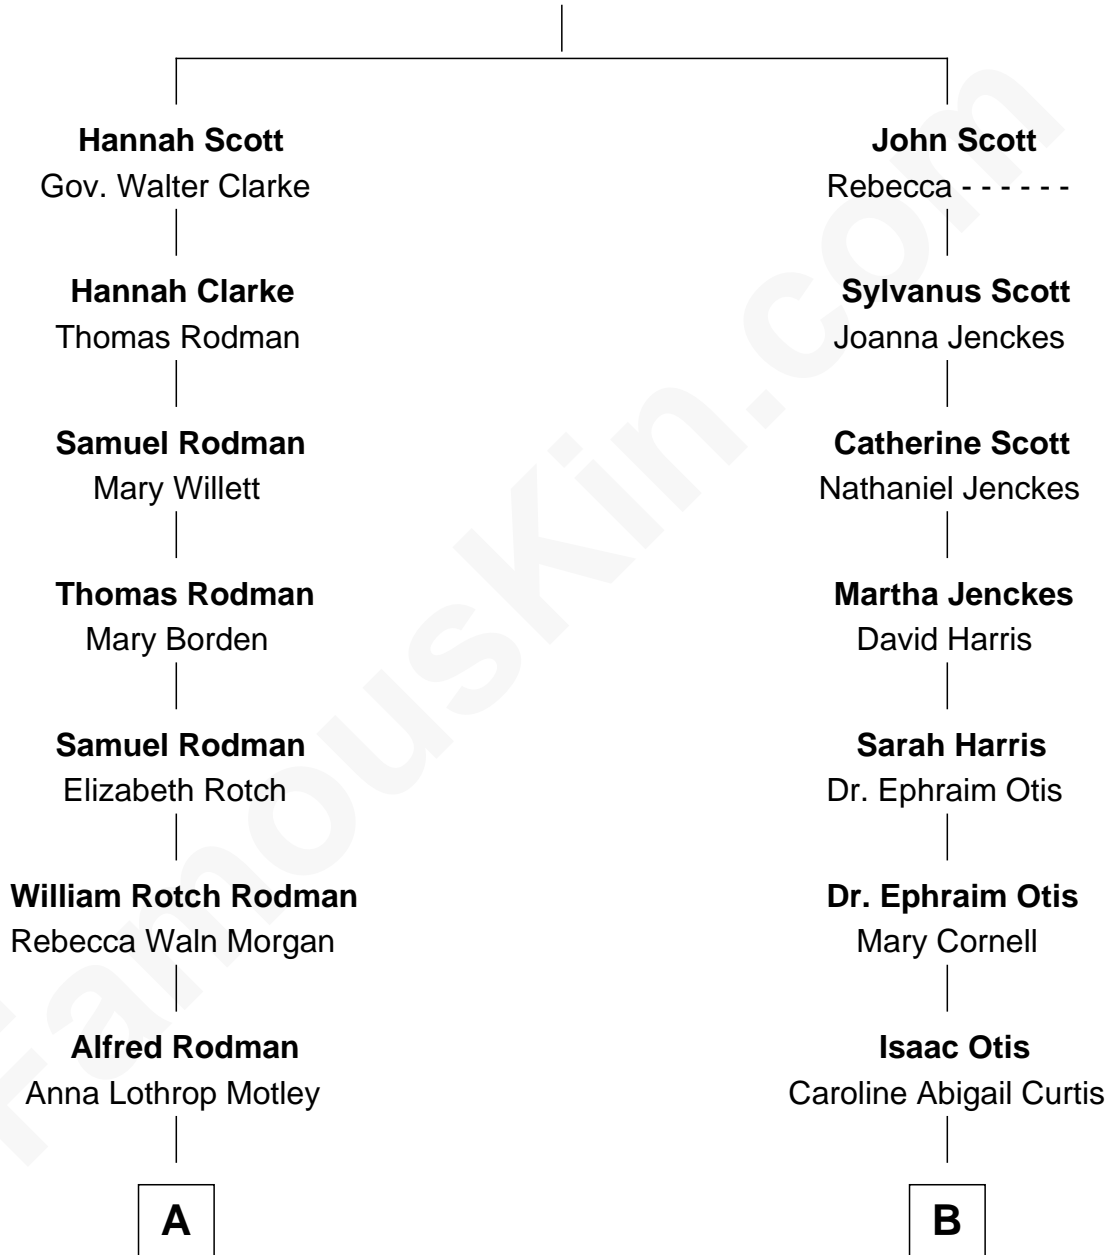 Hannah Scott
Gov. Walter Clarke
Hannah Clarke
Thomas Rodman
Samuel Rodman
Mary Willett
Thomas Rodman
Mary Borden
Samuel Rodman
Elizabeth Rotch
William Rotch Rodman
Rebecca Waln Morgan
Alfred Rodman
Anna Lothrop Motley
A
John Scott
Rebecca - - - - - -
Sylvanus Scott
Joanna Jenckes
Catherine Scott
Nathaniel Jenckes
Martha Jenckes
David Harris
Sarah Harris
Dr. Ephraim Otis
Dr. Ephraim Otis
Mary Cornell
Isaac Otis
Caroline Abigail Curtis
B
FamousKin.com